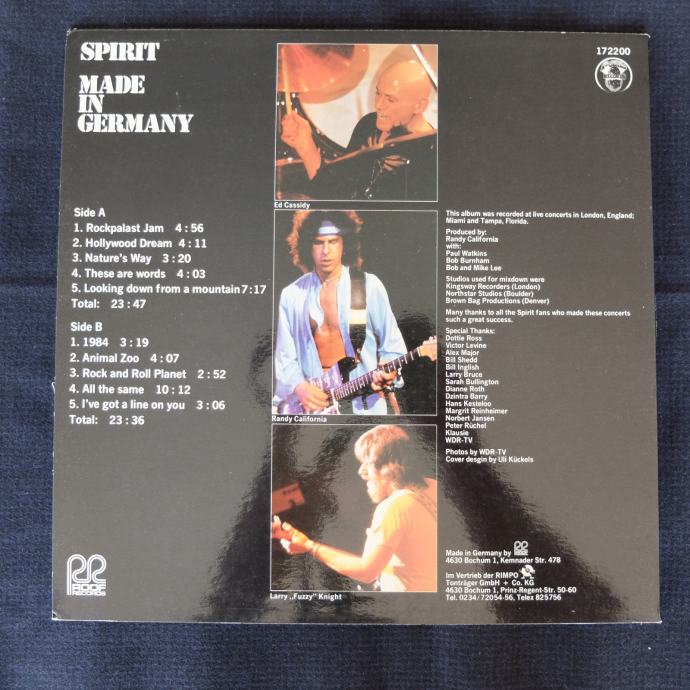 SPIRIT
MADE
IN
GERMANY
172200
Side A
1. Rockpalast Jam 4:56
2. Hollywood Dream 4:11
3. Nature's Way 3:20
4. These are words 4:03
5. Looking down from a mountain 7:17
Total: 23:47
Side B
1. 1984 3:19
2. Animal Zoo 4:07
3. Rock and Roll Planet 2:52
4. All the same 10:12
5. I've got a line on you 3:06
Total: 23:36
Ed Cassidy
Randy California
Larry „Fuzzy" Knight
This album was recorded at live concerts in London, England;
Miami and Tampa, Florida.
Produced by:
Randy California
with:
Paul Watkins
Bob Burnham
Bob and Mike Lee
Studios used for mixdown were
Kingsway Recorders (London)
Northstar Studios (Boulder)
Brown Bag Productions (Denver)
Many thanks to all the Spirit fans who made these concerts
such a great success.
Special Thanks:
Dottie Ross
Victor Levine
Alex Major
Bill Shedd
Bill Inglish
Larry Bruce
Sarah Bullington
Dianne Roth
Dzintra Barry
Hans Kesteloo
Margrit Reinheimer
Norbert Jansen
Peter Rüchel
Klausie
WDR-TV
Photos by WDR-TV
Cover desgin by Uli Kückels
ROOF
RECORDS
Made in Germany by
4630 Bochum 1, Kemnader Str. 478
Im Vertrieb der RIMPO
Tonträger GmbH + Co. KG
4630 Bochum 1, Prinz-Regent-Str. 50-60
Tel. 0234/72054-56, Telex 825756